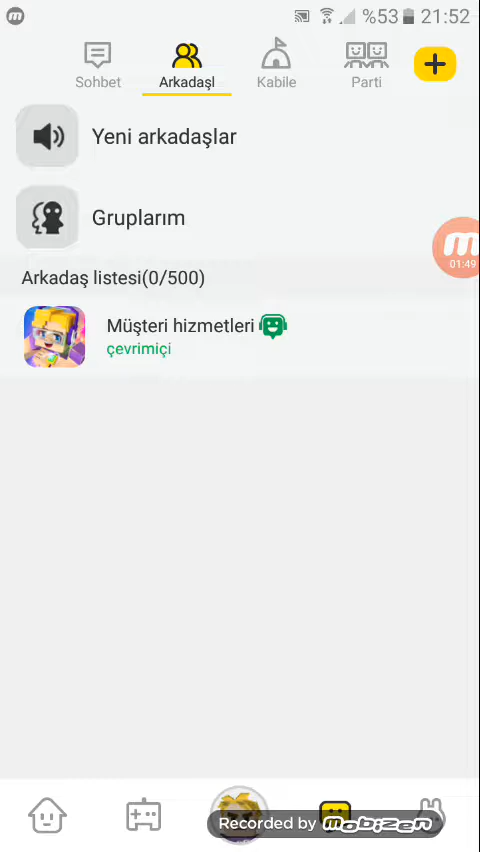 %53 21:52
Sohbet Arkadaşl Kabile Parti
Yeni arkadaşlar
Gruplarım
01:49
Arkadaş listesi(0/500)
Müşteri hizmetleri
çevrimiçi
Recorded by mobizen